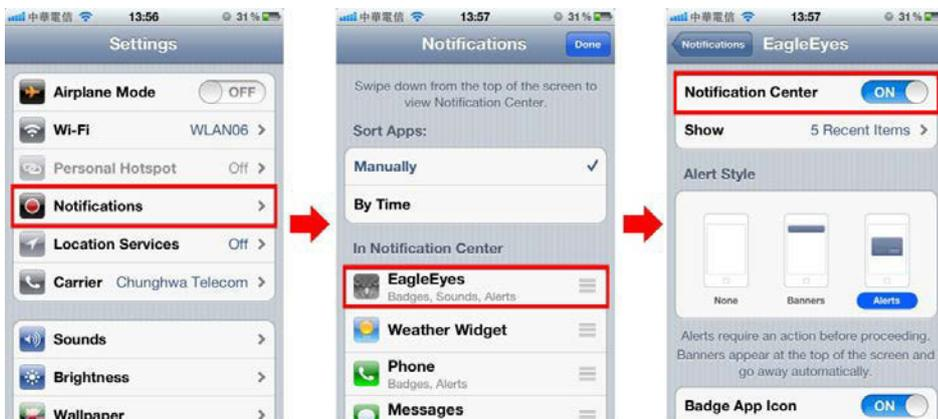 中華電信 13:56 31%
Settings
Airplane Mode OFF
Wi-Fi WLAN06
Personal Hotspot Off
Notifications
Location Services Off
Carrier Chunghwa Telecom
Sounds
Brightness
Wallpaper
中華電信 13:57 31%
Notifications Done
Swipe down from the top of the screen to
view Notification Center.
Sort Apps:
Manually
By Time
In Notification Center
EagleEyes
Badges, Sounds, Alerts
Weather Widget
Phone
Badges, Alerts
Messages
中華電信 13:57 31%
Notifications EagleEyes
Notification Center ON
Show 5 Recent Items
Alert Style
None Banners Alerts
Alerts require an action before proceeding.
Banners appear at the top of the screen and
go away automatically.
Badge App Icon ON